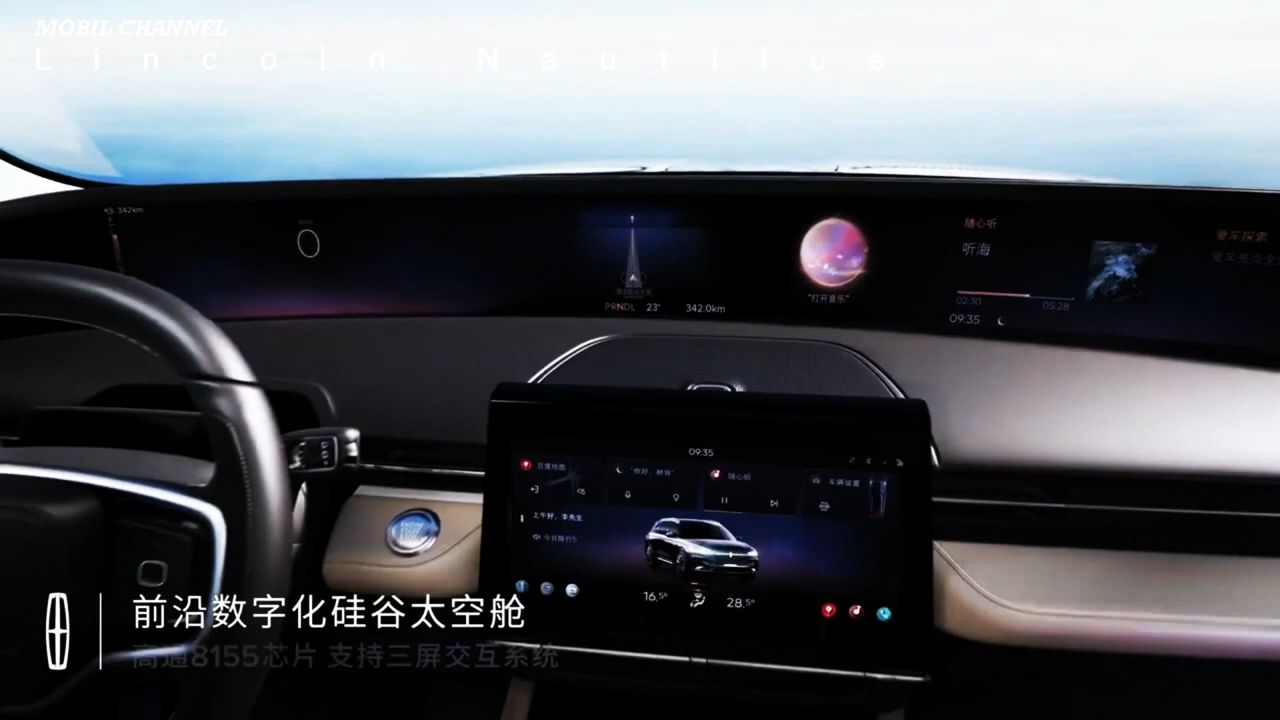 MOBIL CHANNEL
Lincoln Nautilus
342km
PRNDL 23° 342.0km
"打开音乐"
随心听
听海
02:30 05:28
09:35
爱车探索
09:35
百度地图
随心听
车辆设置
上午好，李先生
16.5° 28.5°
前沿数字化硅谷太空舱
高通8155芯片 支持三屏交互系统